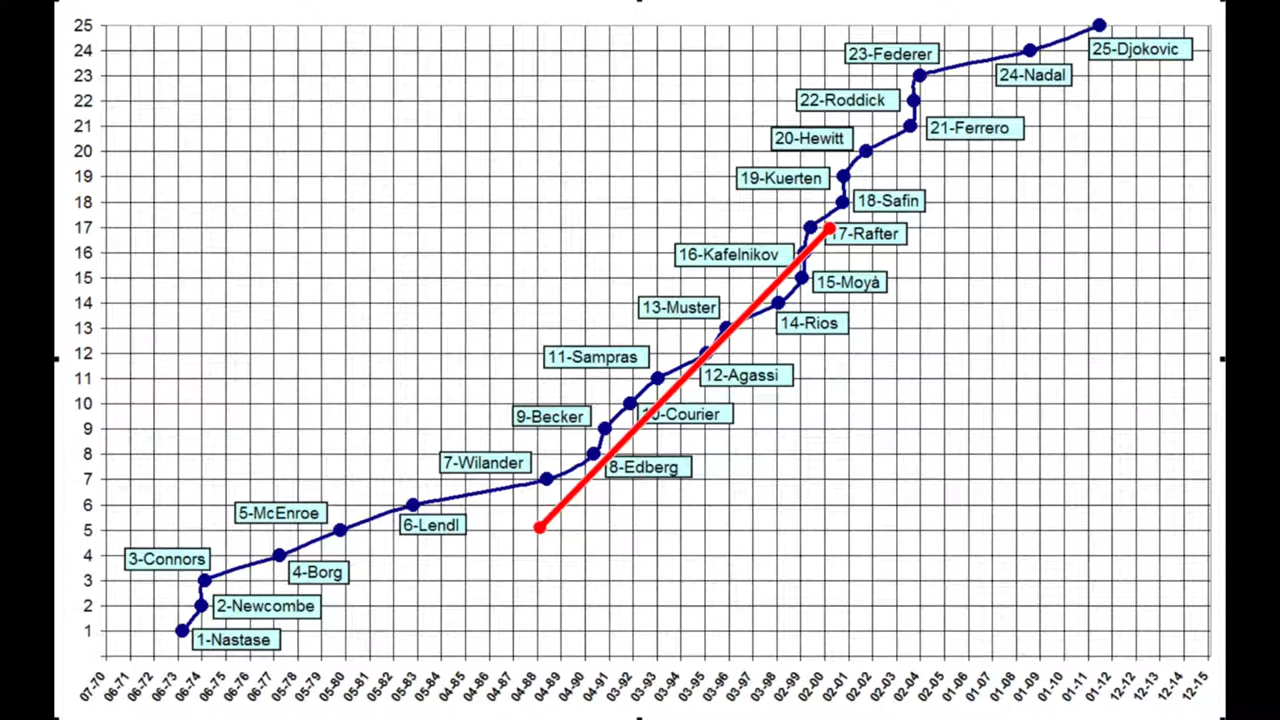 25
24
23
22
21
20
19
18
17
16
15
14
13
12
11
10
9
8
7
6
5
4
3
2
1
25-Djokovic
23-Federer
24-Nadal
22-Roddick
21-Ferrero
20-Hewitt
19-Kuerten
18-Safin
17-Rafter
16-Kafelnikov
15-Moyà
13-Muster
14-Rios
11-Sampras
12-Agassi
10-Courier
9-Becker
7-Wilander
8-Edberg
5-McEnroe
6-Lendl
3-Connors
4-Borg
2-Newcombe
1-Nastase
07-70
06-71
06-72
06-73
06-74
06-75
06-76
06-77
05-78
05-79
05-80
05-81
05-82
05-83
04-84
04-85
04-86
04-87
04-88
04-89
04-90
04-91
03-92
03-93
03-94
03-95
03-96
03-97
03-98
02-99
02-00
02-01
02-02
02-03
02-04
02-05
01-06
01-07
01-08
01-09
01-10
01-11
01-12
12-12
12-13
12-14
12-15